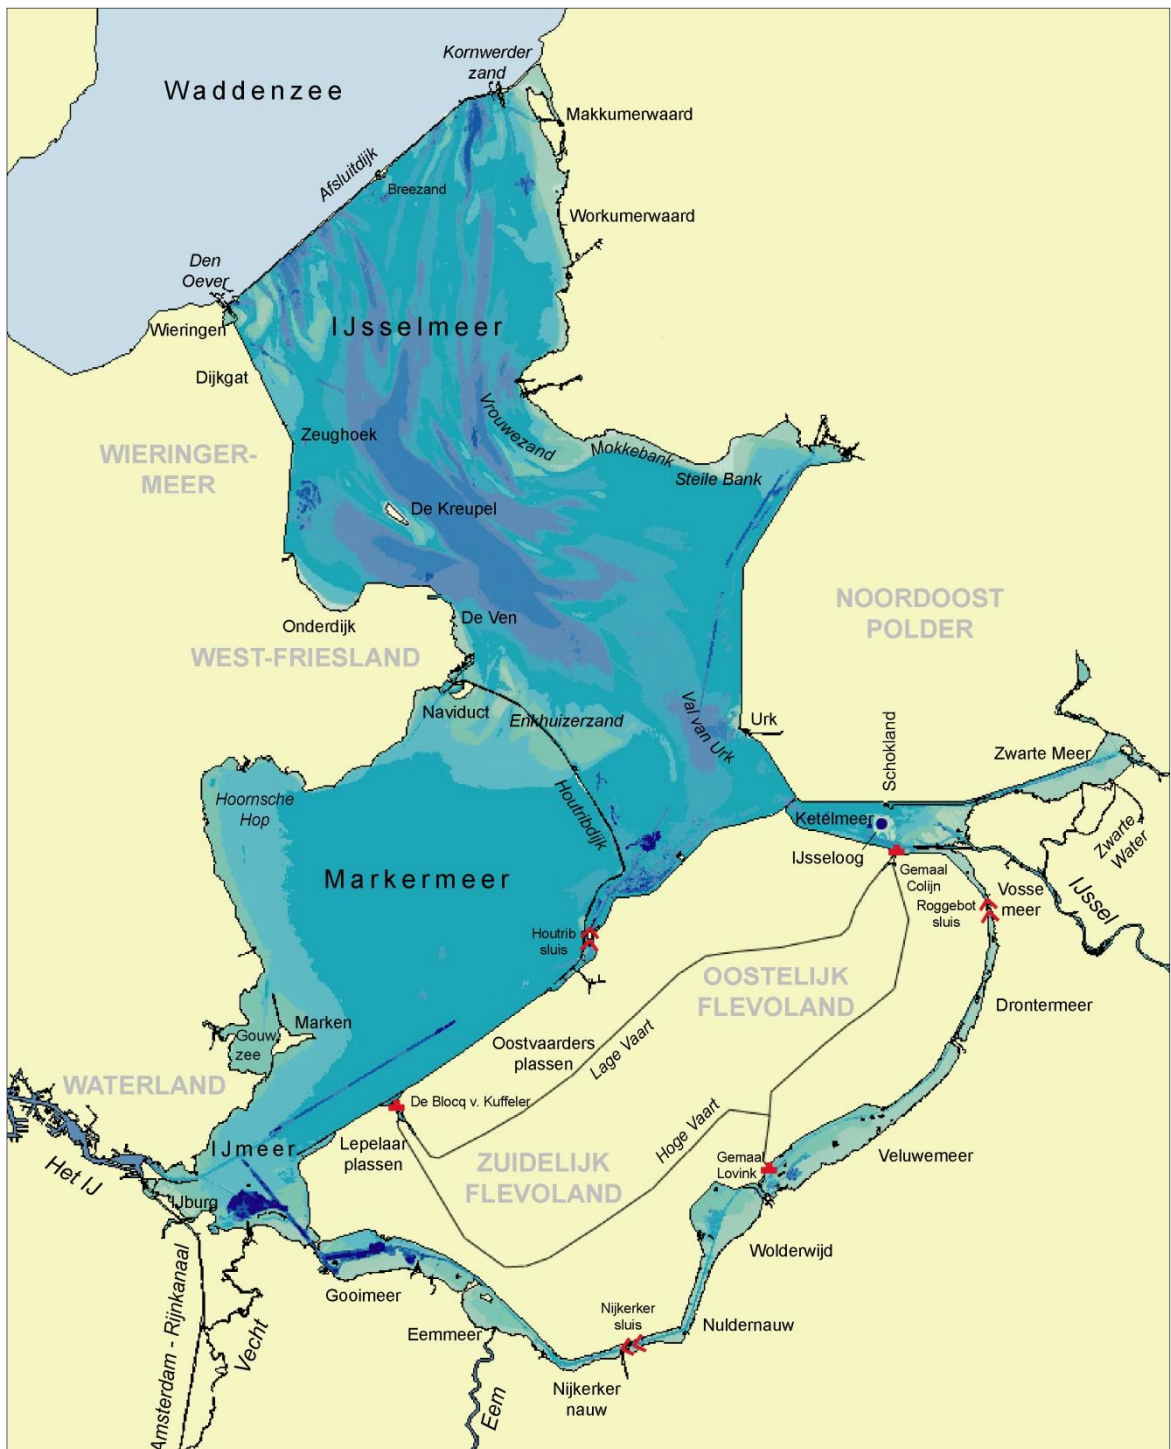 Kornwerder
zand
Waddenzee
Makkumerwaard
Afsluitdijk
Breezand
Workumerwaard
Den
Oever
Wieringen
IJsselmeer
Dijkgat
Vrouwezand
Zeughoek
Mokkebank
WIERINGER-
MEER
Steile Bank
De Kreupel
NOORDOOST
POLDER
De Ven
Onderdijk
WEST-FRIESLAND
Naviduct
Enkhuizerzand
Val van Urk
Urk
Schokland
Zwarte Meer
Hoornsche
Hop
Houtribdijk
Ketelmeer
Zwarte
Water
IJsseloog
Gemaal
Colijn
Markermeer
Vosse
meer
IJssel
Roggebot
sluis
Houtrib
sluis
OOSTELIJK
FLEVOLAND
Drontermeer
Marken
Gouw
zee
Oostvaarders
plassen
Lage Vaart
WATERLAND
De Blocq v. Kuffeler
IJmeer
Lepelaar
plassen
Hoge Vaart
Veluwemeer
Het IJ
ZUIDELIJK
FLEVOLAND
Gemaal
Lovink
IJburg
Wolderwijd
Gooimeer
Nijkerker
sluis
Nuldernauw
Eemmeer
Vecht
Amsterdam - Rijnkanaal
Nijkerker
nauw
Eem